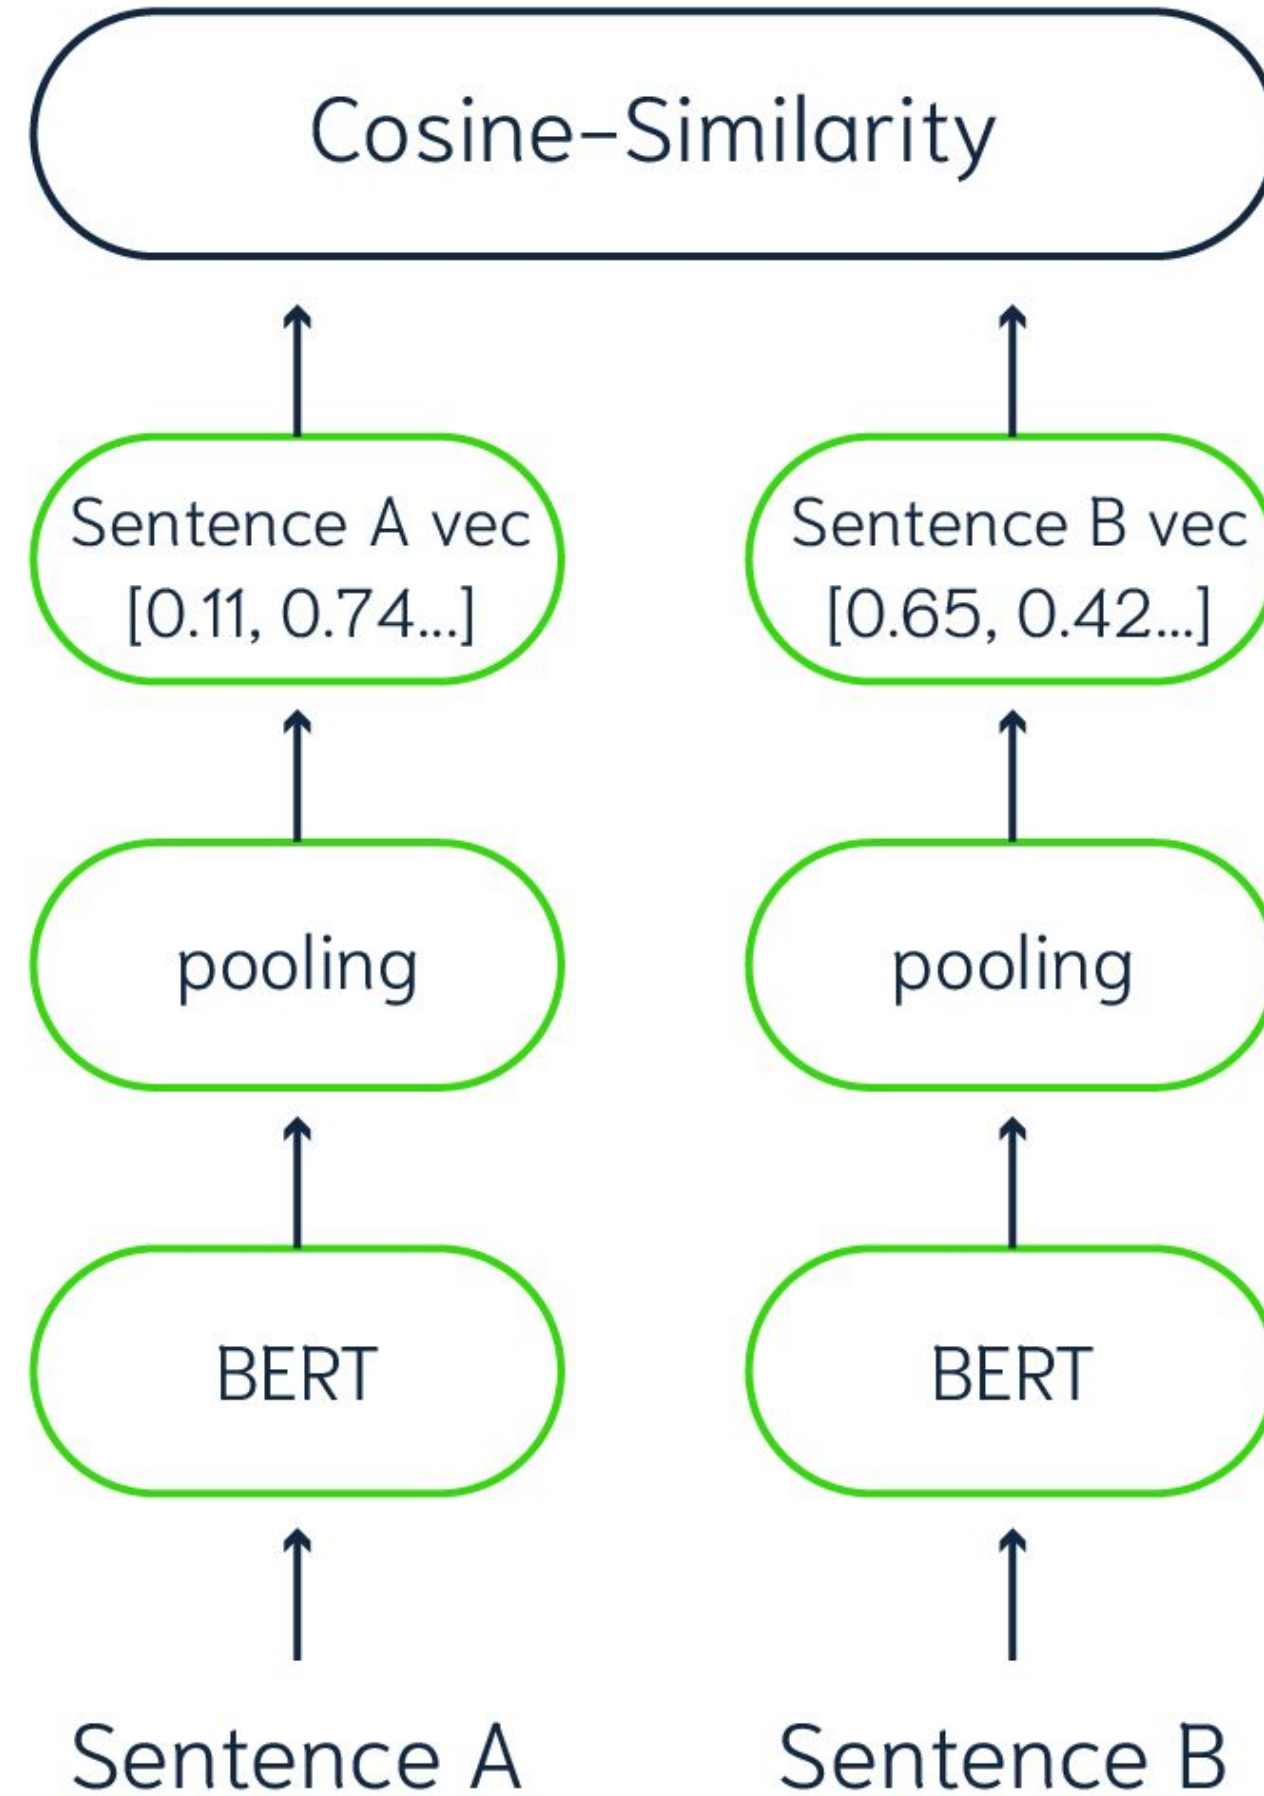 Cosine-Similarity
Sentence A vec
[0.11, 0.74...]
Sentence B vec
[0.65, 0.42...]
pooling
pooling
BERT
BERT
Sentence A
Sentence B